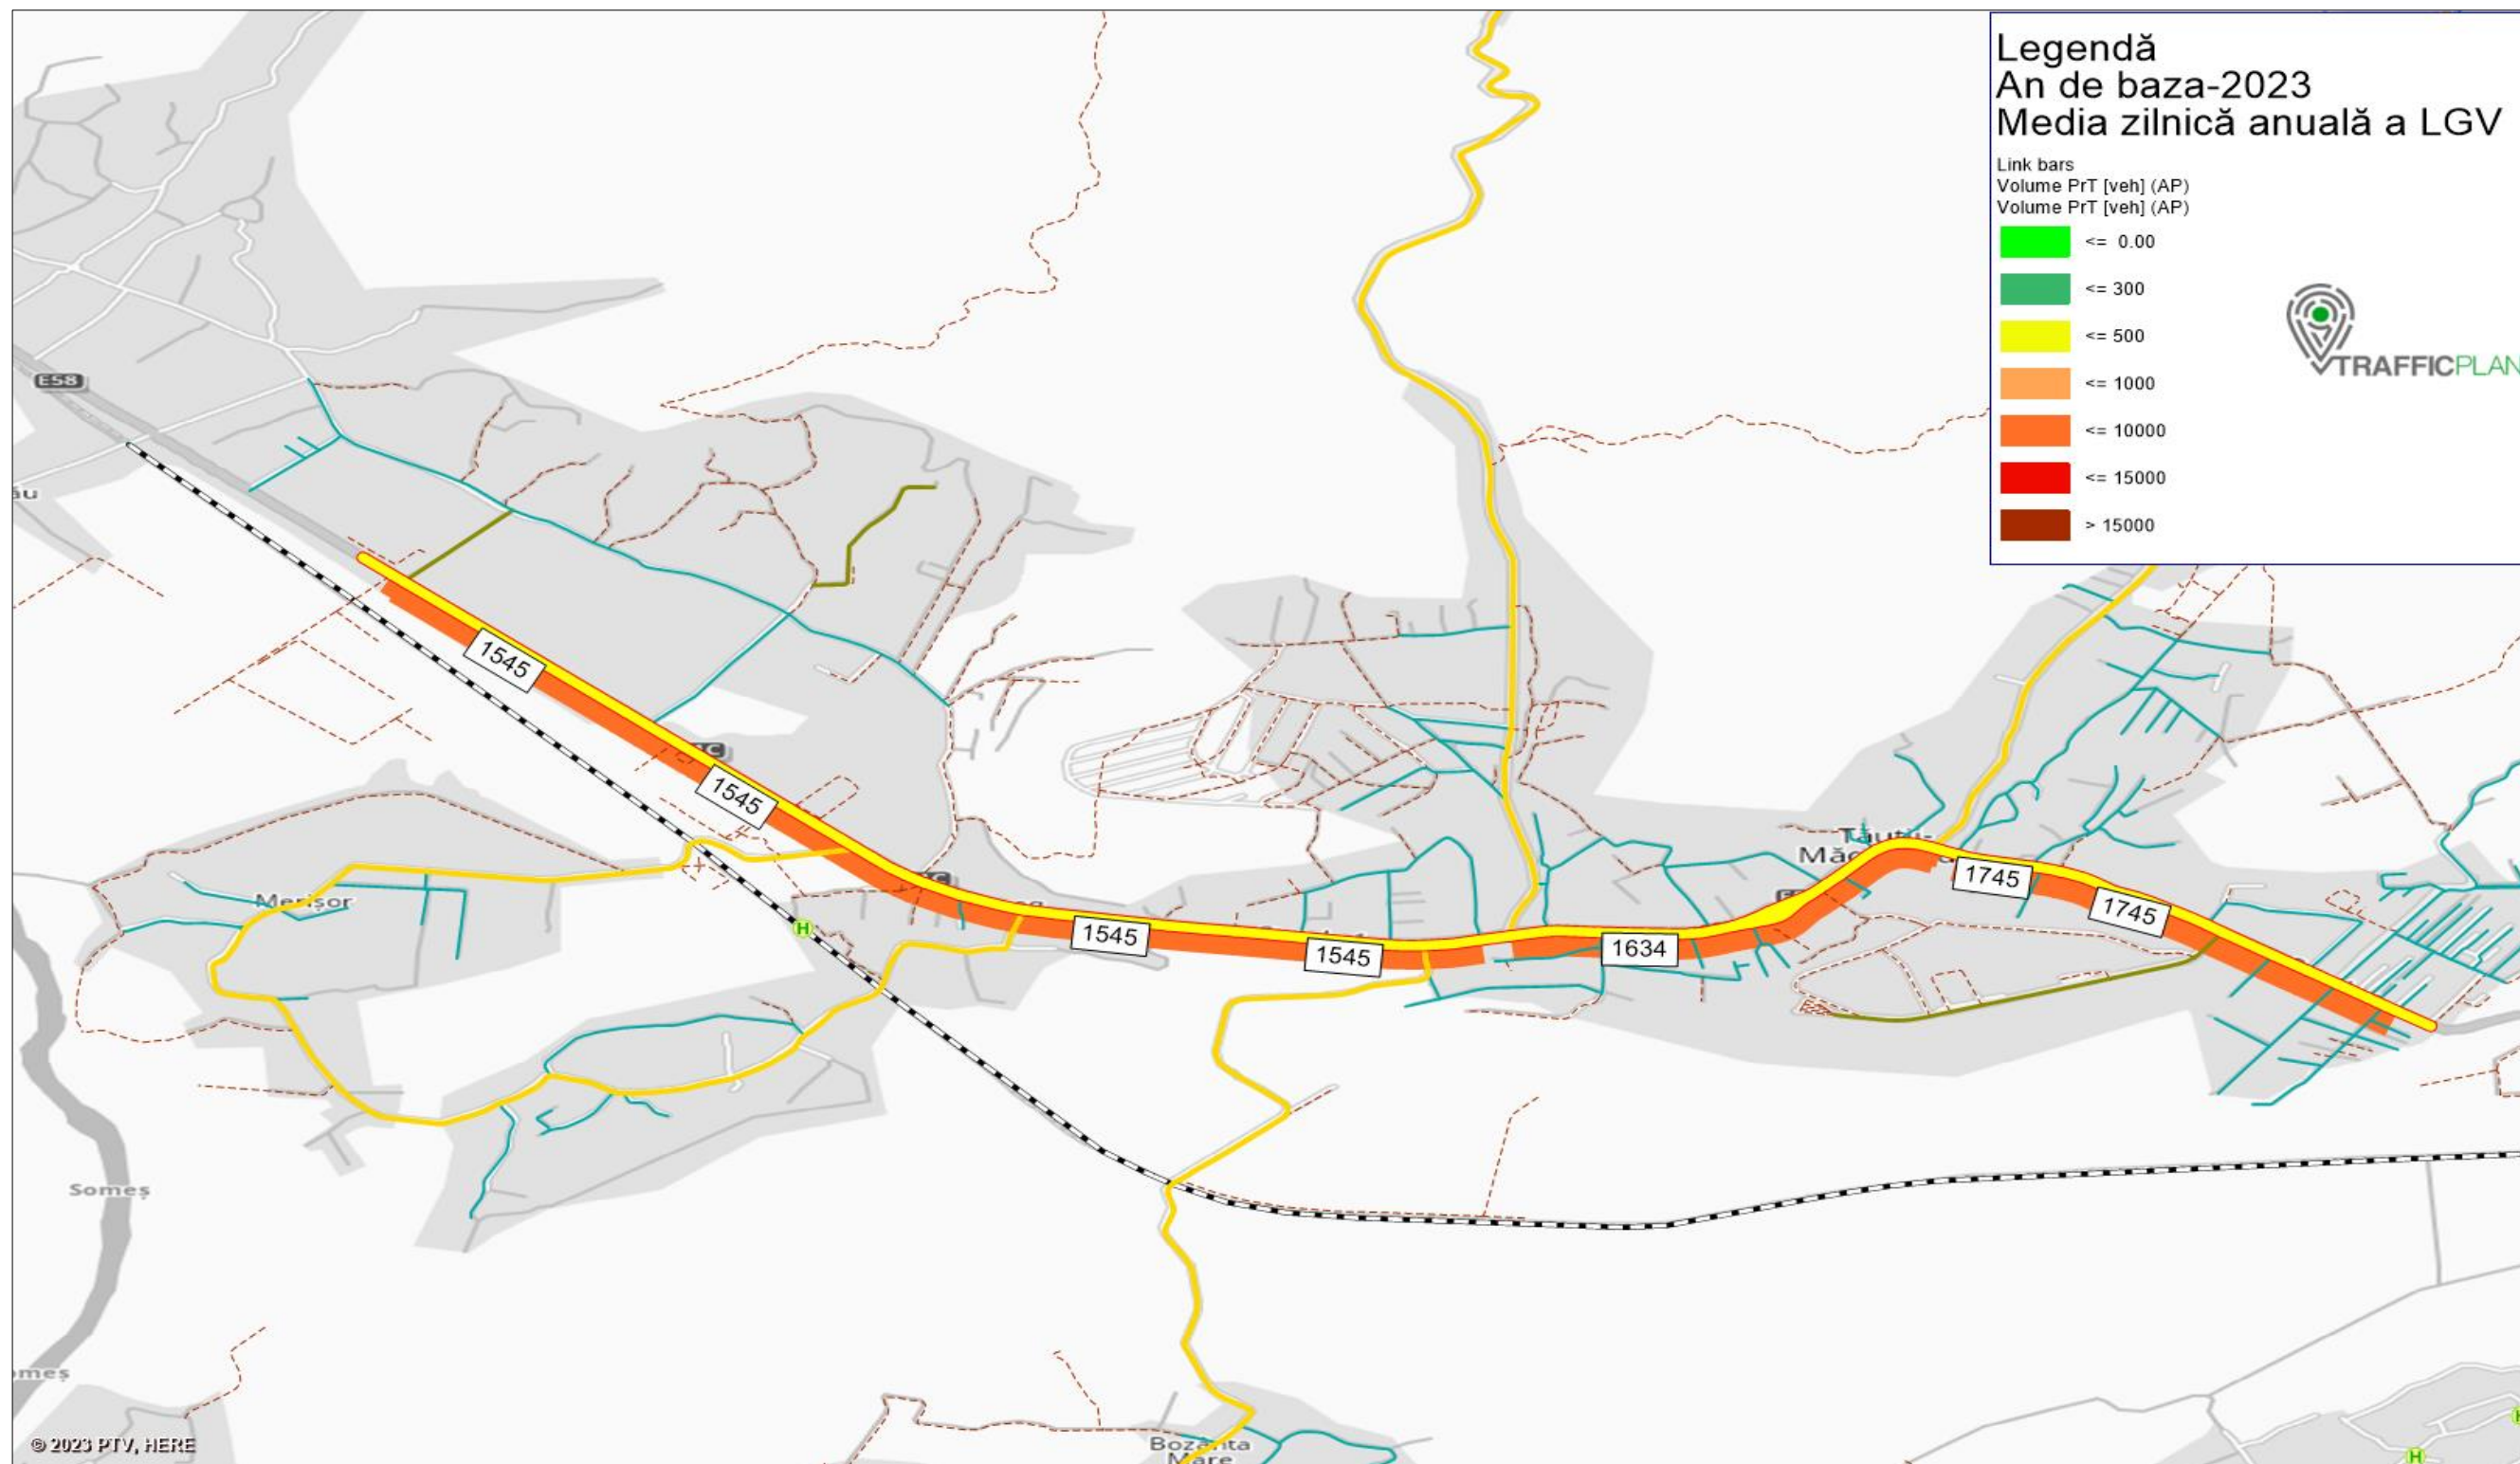 Legendă
An de baza-2023
Media zilnică anuală a LGV
Link bars
Volume PrT [veh] (AP)
Volume PrT [veh] (AP)
<= 0.00
<= 300
<= 500
<= 1000
<= 10000
<= 15000
> 15000
TRAFFICPLAN
E58
1545
1545
Merișor
H
1545
1545
1634
1745
1745
Someș
Bozânta
Mare
H
H
© 2023 PTV, HERE